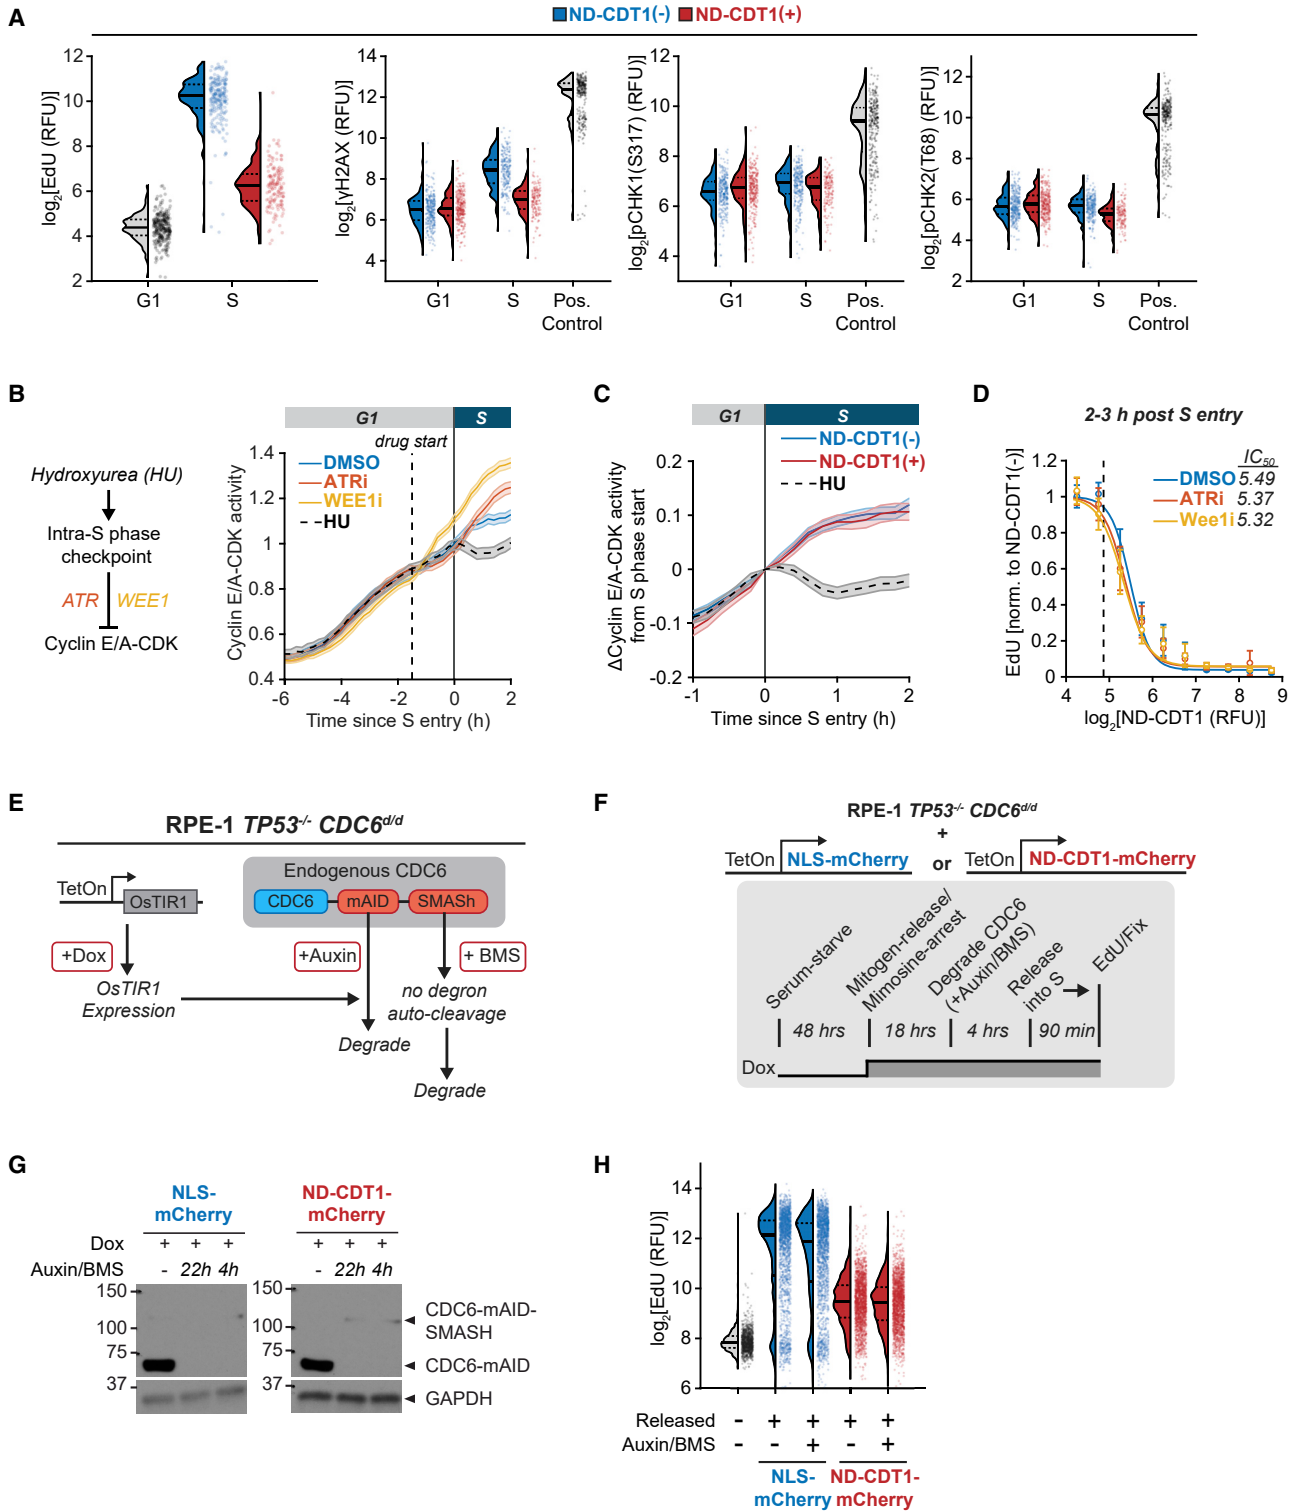 A
ND-CDT1(-) ND-CDT1(+)
log2[EdU (RFU)]
12
10
8
6
4
2
G1 S
log2[γH2AX (RFU)]
14
12
10
8
6
4
G1 S Pos.
Control
log2[pCHK1(S317) (RFU)]
12
10
8
6
4
G1 S Pos.
Control
log2[pCHK2(T68) (RFU)]
12
10
8
6
4
2
G1 S Pos.
Control
B
Hydroxyurea (HU)
Intra-S phase
checkpoint
ATR WEE1
Cyclin E/A-CDK
G1 S
drug start
DMSO
ATRi
WEE1i
HU
Cyclin E/A-CDK activity
1.4
1.2
1
0.8
0.6
0.4
-6 -4 -2 0 2
Time since S entry (h)
C
G1 S
ND-CDT1(-)
ND-CDT1(+)
HU
ΔCyclin E/A-CDK activity
from S phase start
0.2
0.1
0
-0.1
-0.2
-1 0 1 2
Time since S entry (h)
D
2-3 h post S entry
IC50
DMSO 5.49
ATRi 5.37
Wee1i 5.32
EdU [norm. to ND-CDT1(-)]
1.2
1
0.8
0.6
0.4
0.2
0
4 5 6 7 8 9
log2[ND-CDT1 (RFU)]
E
RPE-1 TP53-/- CDC6d/d
TetOn
OsTIR1
+Dox
OsTIR1
Expression
Endogenous CDC6
CDC6 mAID SMASh
+Auxin
+ BMS
no degron
auto-cleavage
Degrade
Degrade
F
RPE-1 TP53-/- CDC6d/d
+
TetOn NLS-mCherry or TetOn ND-CDT1-mCherry
Serum-starve
Mitogen-release/
Mimosine-arrest
Degrade CDC6
(+Auxin/BMS)
Release
into S
EdU/Fix
48 hrs 18 hrs 4 hrs 90 min
Dox
G
NLS-
mCherry
ND-CDT1-
mCherry
Dox + + + + + +
Auxin/BMS - 22h 4h - 22h 4h
150
100
75
37
150
100
75
37
CDC6-mAID-
SMASH
CDC6-mAID
GAPDH
H
log2[EdU (RFU)]
14
12
10
8
6
Released - + + + +
Auxin/BMS - - + - +
NLS-
mCherry
ND-CDT1-
mCherry